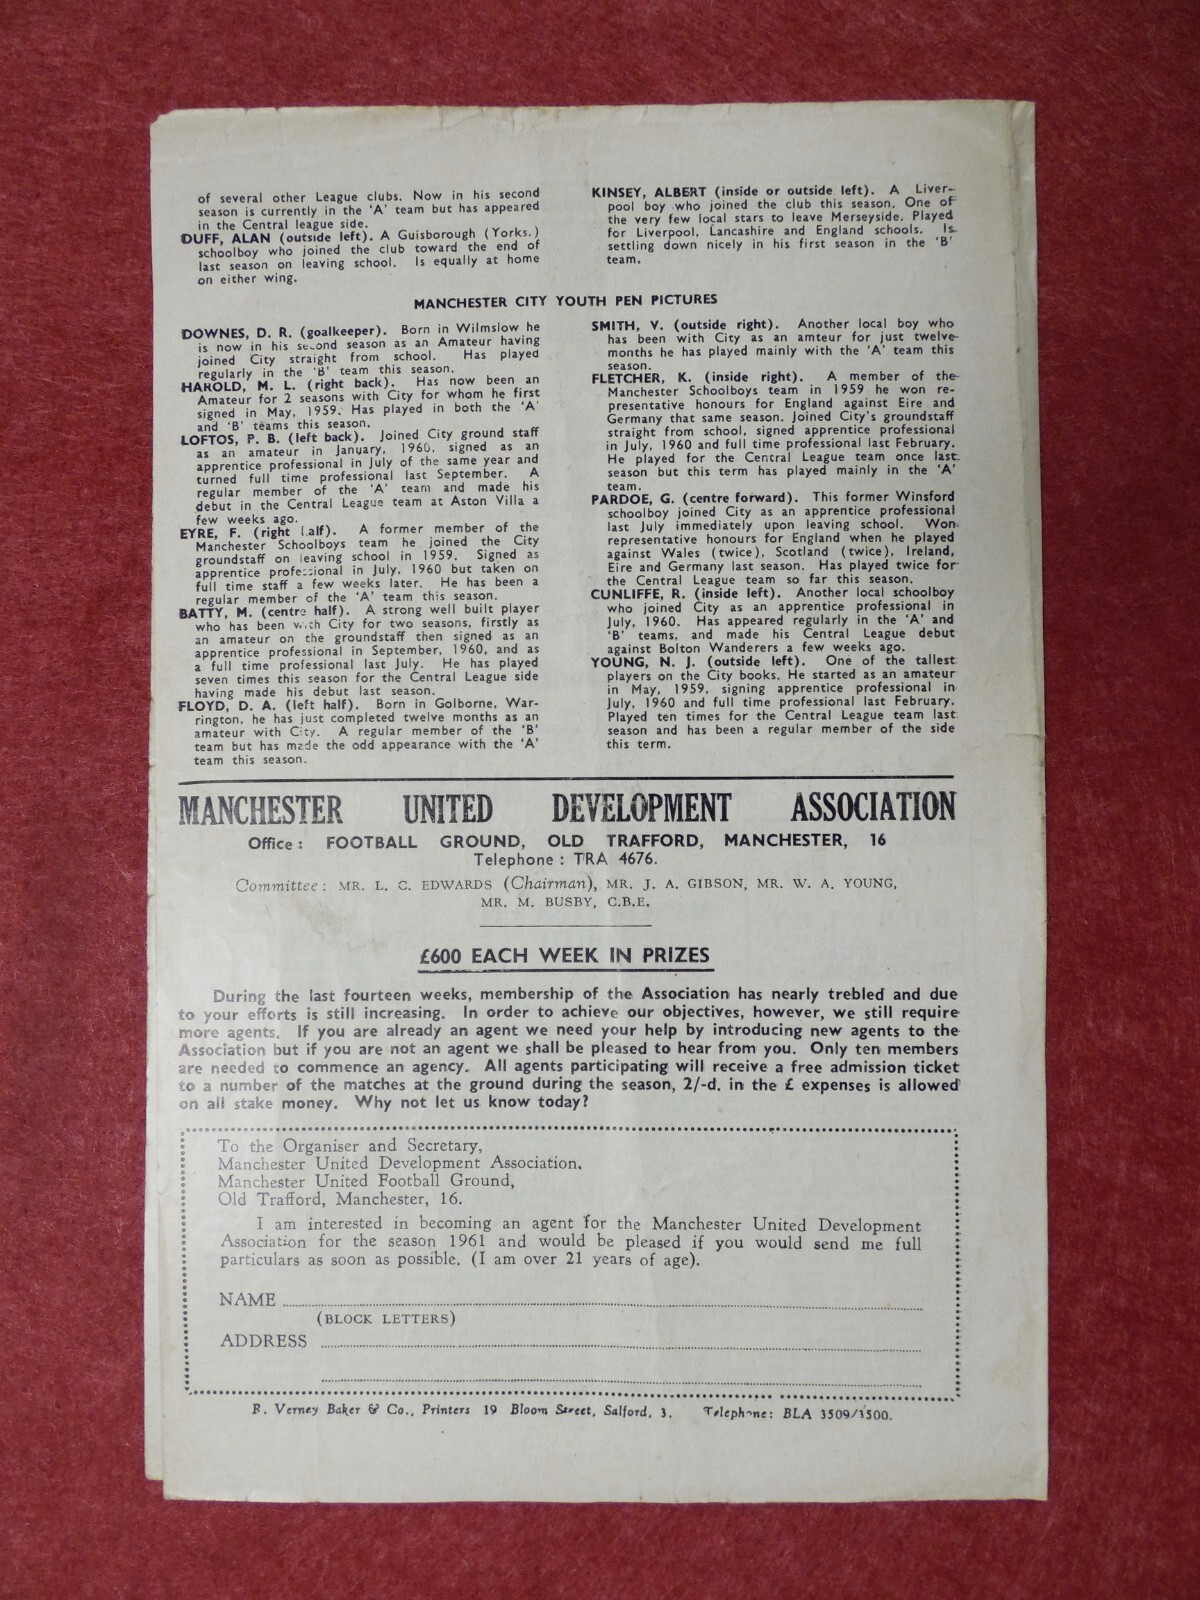 of several other League clubs. Now in his second
season is currently in the 'A' team but has appeared
in the Central league side.
DUFF, ALAN (outside left). A Guisborough (Yorks.)
schoolboy who joined the club toward the end of
last season on leaving school. Is equally at home
on either wing.
KINSEY, ALBERT (inside or outside left). A Liver-
pool boy who joined the club this season. One of
the very few local stars to leave Merseyside. Played
for Liverpool, Lancashire and England schools. Is
settling down nicely in his first season in the 'B'
team.
MANCHESTER CITY YOUTH PEN PICTURES
DOWNES, D. R. (goalkeeper). Born in Wilmslow he
is now in his second season as an Amateur having
joined City straight from school. Has played
regularly in the 'B' team this season.
HAROLD, M. L. (right back). Has now been an
Amateur for 2 seasons with City for whom he first
signed in May, 1959. Has played in both the 'A'
and 'B' teams this season.
LOFTOS, P. B. (left back). Joined City ground staff
as an amateur in January, 1960, signed as an
apprentice professional in July of the same year and
turned full time professional last September. A
regular member of the 'A' team and made his
debut in the Central League team at Aston Villa a
few weeks ago.
EYRE, F. (right half). A former member of the
Manchester Schoolboys team he joined the City
groundstaff on leaving school in 1959. Signed as
apprentice professional in July, 1960 but taken on
full time staff a few weeks later. He has been a
regular member of the 'A' team this season.
BATTY, M. (centre half). A strong well built player
who has been with City for two seasons, firstly as
an amateur on the groundstaff then signed as an
apprentice professional in September, 1960, and as
a full time professional last July. He has played
seven times this season for the Central League side
having made his debut last season.
FLOYD, D. A. (left half). Born in Golborne, War-
rington, he has just completed twelve months as an
amateur with City. A regular member of the 'B'
team but has made the odd appearance with the 'A'
team this season.
SMITH, V. (outside right). Another local boy who
has been with City as an amteur for just twelve
months he has played mainly with the 'A' team this
season.
FLETCHER, K. (inside right). A member of the
Manchester Schoolboys team in 1959 he won re-
presentative honours for England against Eire and
Germany that same season. Joined City's groundstaff
straight from school, signed apprentice professional
in July, 1960 and full time professional last February.
He played for the Central League team once last
season but this term has played mainly in the 'A'
team.
PARDOE, G. (centre forward). This former Winsford
schoolboy joined City as an apprentice professional
last July immediately upon leaving school. Won
representative honours for England when he played
against Wales (twice), Scotland (twice), Ireland,
Eire and Germany last season. Has played twice for
the Central League team so far this season.
CUNLIFFE, R. (inside left). Another local schoolboy
who joined City as an apprentice professional in
July, 1960. Has appeared regularly in the 'A' and
'B' teams, and made his Central League debut
against Bolton Wanderers a few weeks ago.
YOUNG, N. J. (outside left). One of the tallest
players on the City books. He started as an amateur
in May, 1959, signing apprentice professional in
July, 1960 and full time professional last February.
Played ten times for the Central League team last
season and has been a regular member of the side
this term.
MANCHESTER UNITED DEVELOPMENT ASSOCIATION
Office : FOOTBALL GROUND, OLD TRAFFORD, MANCHESTER, 16
Telephone : TRA 4676.
Committee : MR. L. C. EDWARDS (Chairman), MR. J. A. GIBSON, MR. W. A. YOUNG,
MR. M. BUSBY, C.B.E.
£600 EACH WEEK IN PRIZES
During the last fourteen weeks, membership of the Association has nearly trebled and due
to your efforts is still increasing. In order to achieve our objectives, however, we still require
more agents. If you are already an agent we need your help by introducing new agents to the
Association but if you are not an agent we shall be pleased to hear from you. Only ten members
are needed to commence an agency. All agents participating will receive a free admission ticket
to a number of the matches at the ground during the season, 2/-d. in the £ expenses is allowed
on all stake money. Why not let us know today?
To the Organiser and Secretary,
Manchester United Development Association.
Manchester United Football Ground,
Old Trafford, Manchester, 16.
I am interested in becoming an agent for the Manchester United Development
Association for the season 1961 and would be pleased if you would send me full
particulars as soon as possible. (I am over 21 years of age).
NAME
(BLOCK LETTERS)
ADDRESS
R. Verney Baker & Co., Printers 19 Bloom Street, Salford, 3. Telephone: BLA 3509/3500.